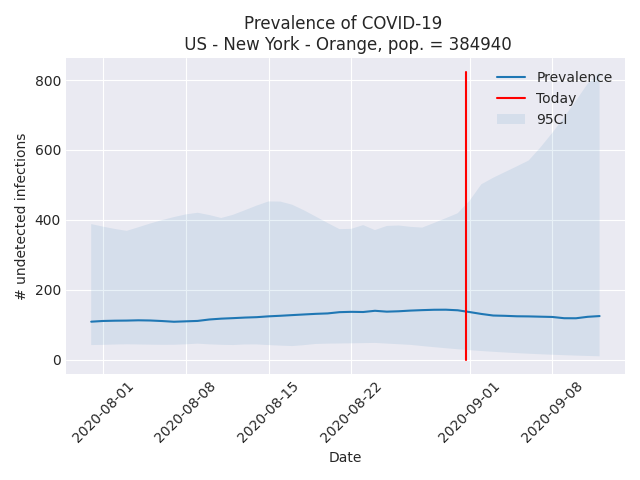 Prevalence of COVID-19
US - New York - Orange, pop. = 384940
# undetected infections
800
600
400
200
0
Prevalence
Today
95CI
2020-08-01
2020-08-08
2020-08-15
2020-08-22
2020-09-01
2020-09-08
Date